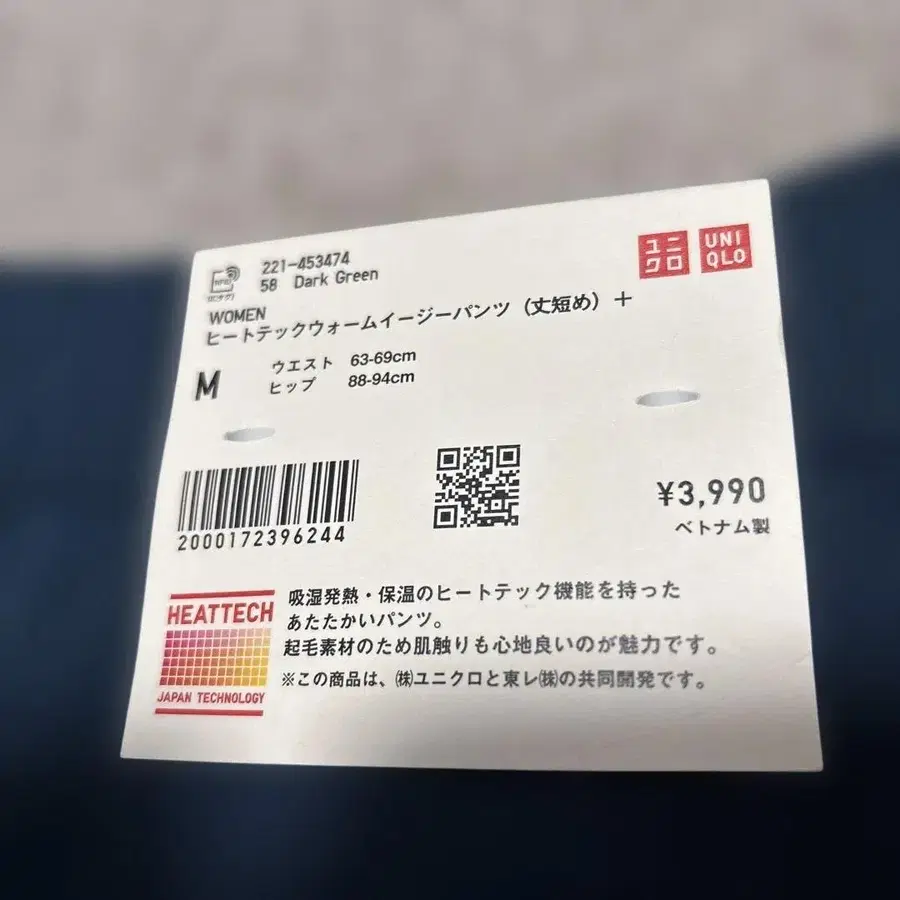 221-453474
58 Dark Green
ユニクロ
UNI
QLO
WOMEN
ヒートテックウォームイージーパンツ（丈短め）＋
M
ウエスト 63-69cm
ヒップ 88-94cm
2000172396244
¥3,990
ベトナム製
HEATTECH
JAPAN TECHNOLOGY
吸湿発熱・保温のヒートテック機能を持った
あたたかいパンツ。
起毛素材のため肌触りも心地良いのが魅力です。
※この商品は、㈱ユニクロと東レ㈱の共同開発です。